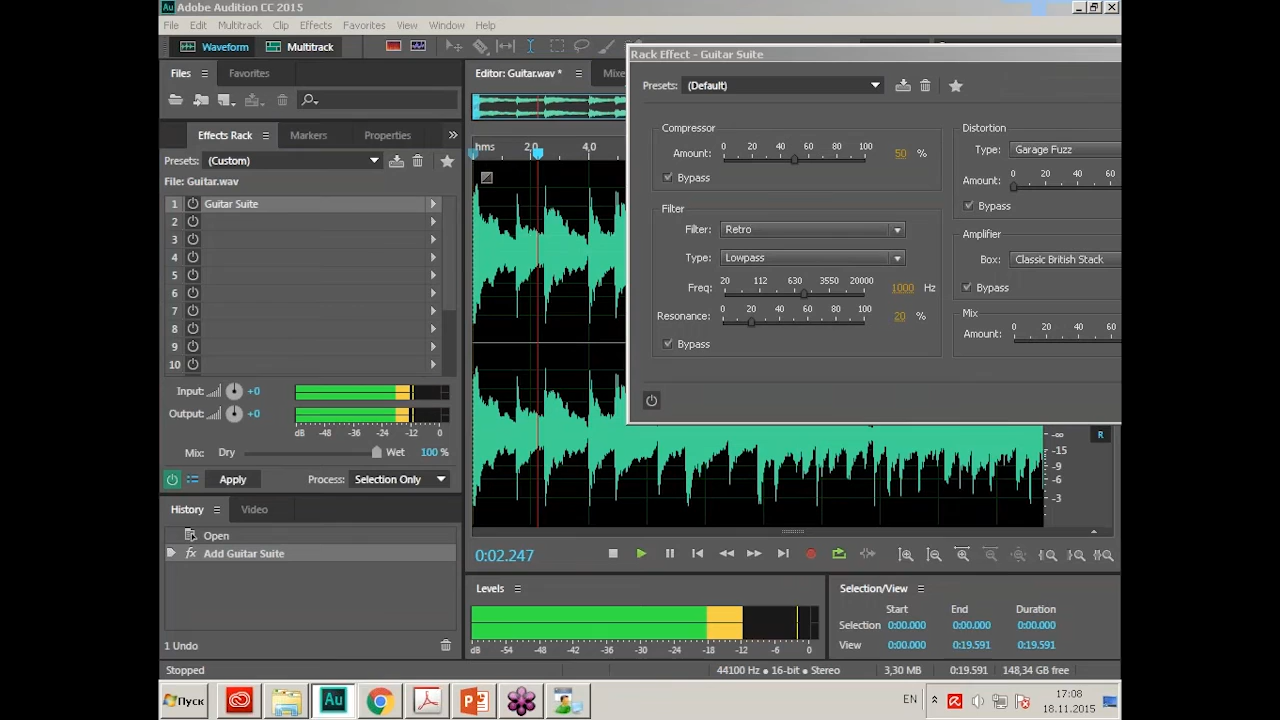 Au Adobe Audition CC 2015
File Edit Multitrack Clip Effects Favorites View Window Help
Waveform Multitrack
Files Favorites
Editor: Guitar.wav *
Rack Effect - Guitar Suite
Presets: (Default)
Effects Rack Markers Properties
Presets: (Custom)
File: Guitar.wav
1 Guitar Suite
2
3
4
5
6
7
8
9
10
hms 2,0 4,0
Compressor
0 20 40 60 80 100
Amount: 50 %
Bypass
Filter
Filter: Retro
Type: Lowpass
20 112 630 3550 20000
Freq: 1000 Hz
0 20 40 60 80 100
Resonance: 20 %
Bypass
Distortion
Type: Garage Fuzz
0 20 40 60
Amount:
Bypass
Amplifier
Box: Classic British Stack
Bypass
Mix
0 20 40 60
Amount:
Input: +0
Output: +0
dB -48 -36 -24 -12 0
Mix: Dry Wet 100 %
Apply Process: Selection Only
-∞
-15
-9
-6
-3
R
History Video
Open
fx Add Guitar Suite
1 Undo
0:02.247
Levels
dB -54 -48 -42 -36 -30 -24 -18 -12 -6 0
Selection/View
Start End Duration
Selection 0:00.000 0:00.000 0:00.000
View 0:00.000 0:19.591 0:19.591
Stopped 44100 Hz • 16-bit • Stereo 3,30 MB 0:19.591 148,34 GB free
Пуск Au EN 17:08
18.11.2015